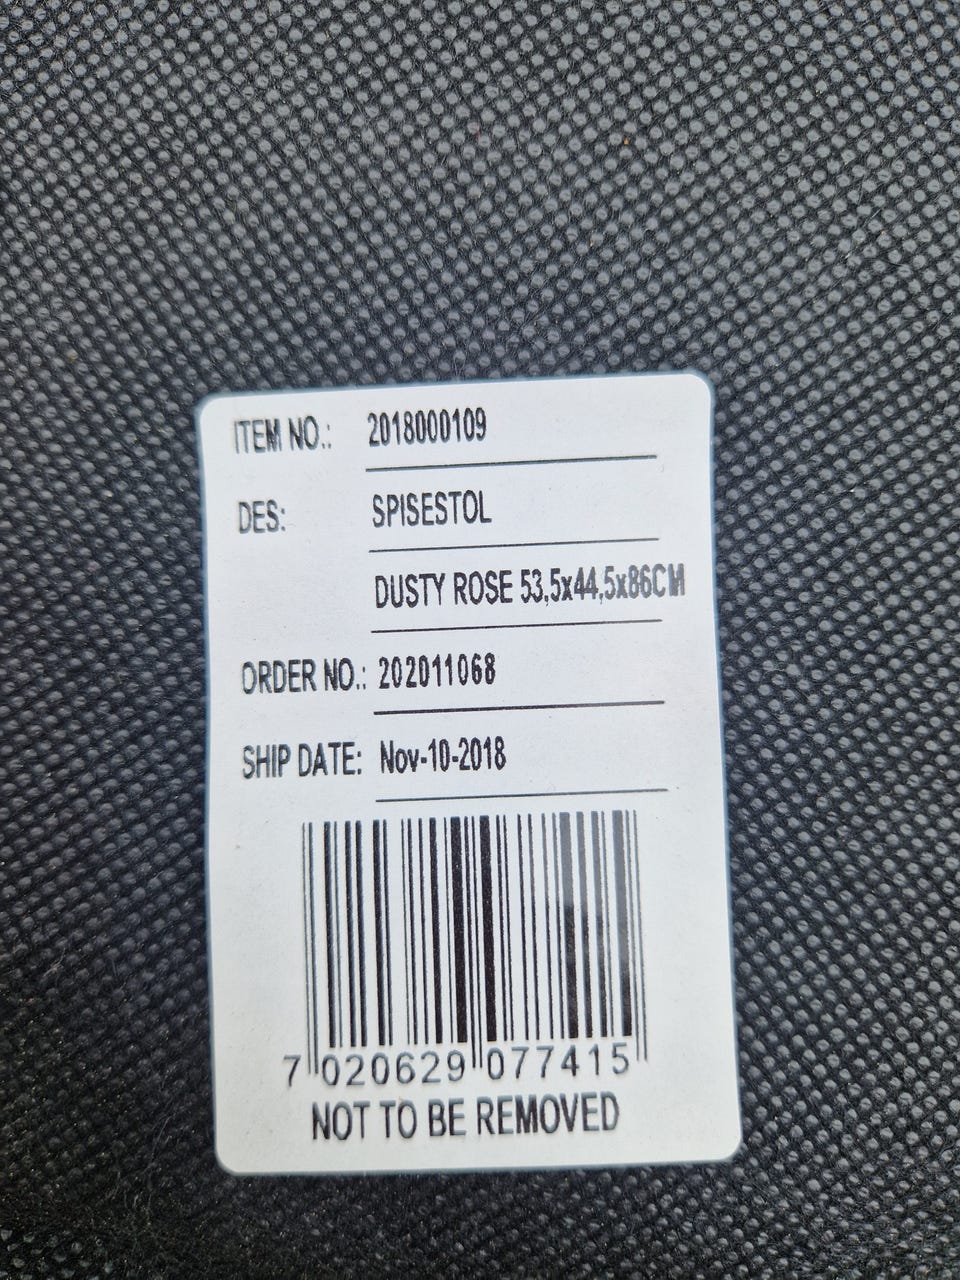 ITEM NO.: 2018000109
DES: SPISESTOL
DUSTY ROSE 53,5x44,5x86CM
ORDER NO.: 202011068
SHIP DATE: Nov-10-2018
7 020629 077415
NOT TO BE REMOVED